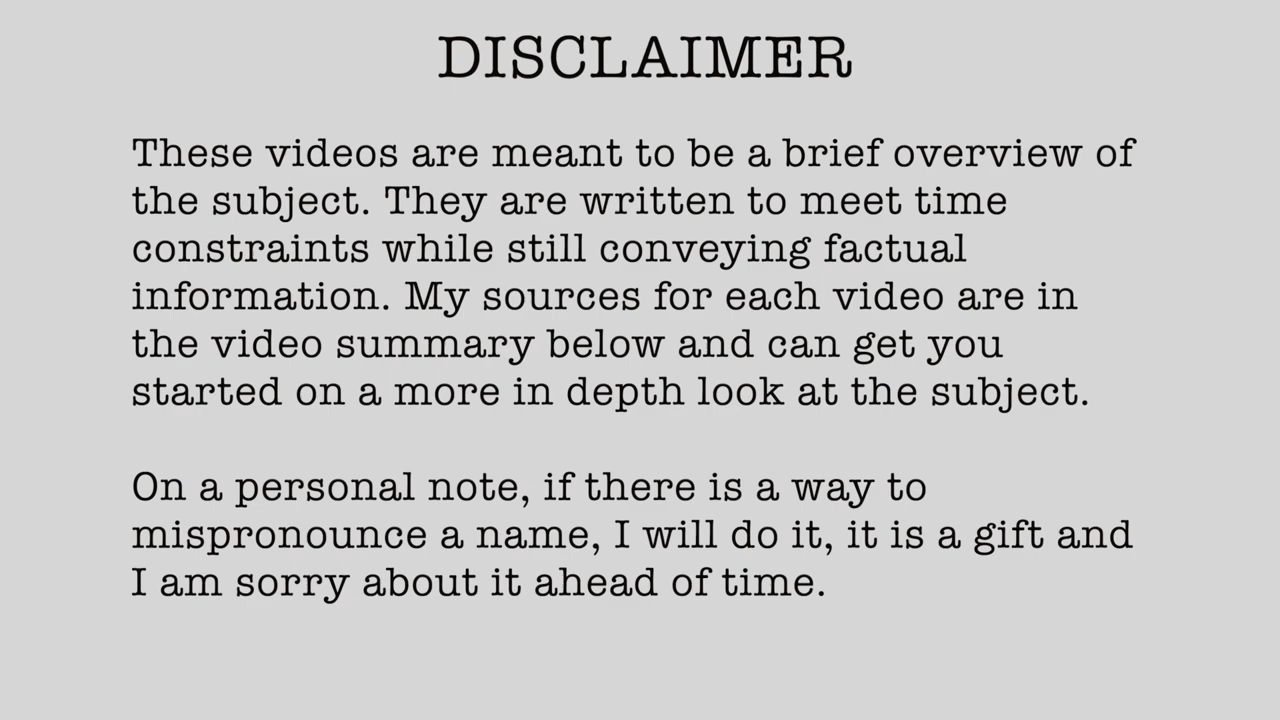 DISCLAIMER
These videos are meant to be a brief overview of
the subject. They are written to meet time
constraints while still conveying factual
information. My sources for each video are in
the video summary below and can get you
started on a more in depth look at the subject.
On a personal note, if there is a way to
mispronounce a name, I will do it, it is a gift and
I am sorry about it ahead of time.